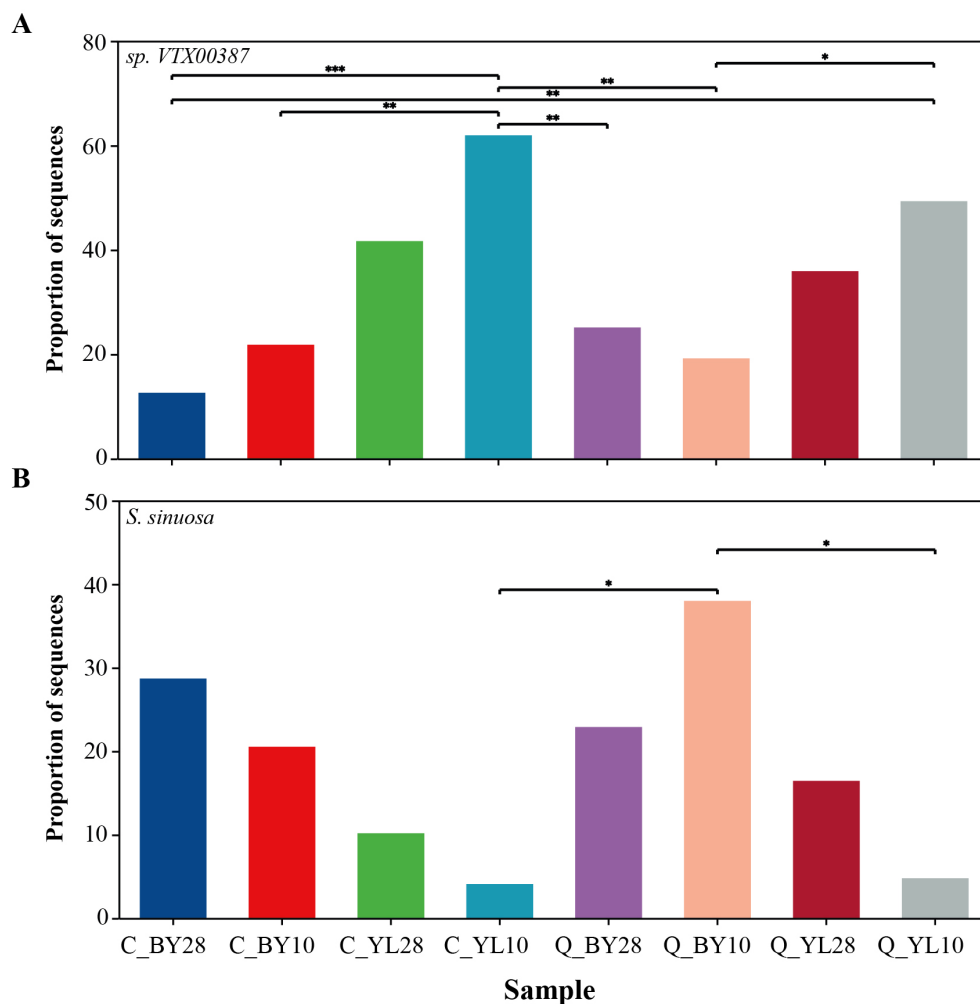 A
80
sp. VTX00387
***
*
**
**
**
**
60
40
20
0
Proportion of sequences
B
50
S. sinuosa
*
*
40
30
20
10
0
Proportion of sequences
C_BY28 C_BY10 C_YL28 C_YL10 Q_BY28 Q_BY10 Q_YL28 Q_YL10
Sample